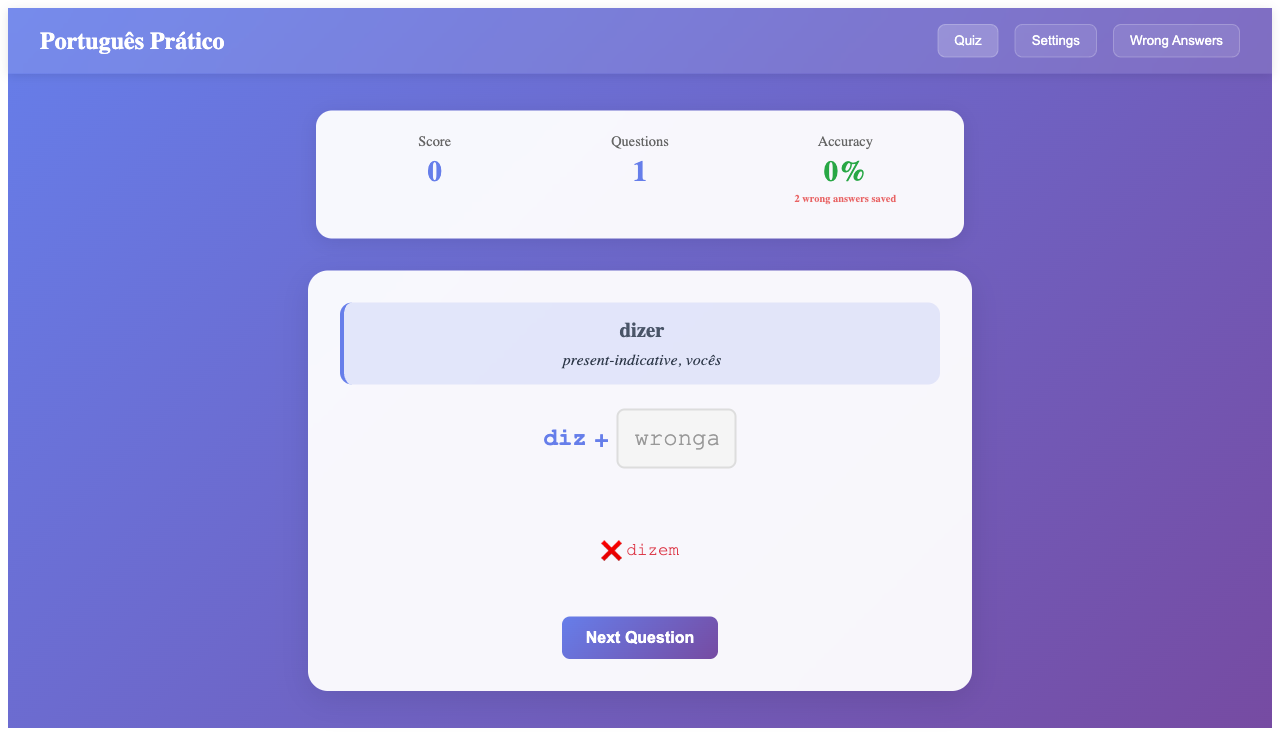 Português Prático
Quiz
Settings
Wrong Answers
Score
0
Questions
1
Accuracy
0%
2 wrong answers saved
dizer
present-indicative, vocês
diz + wronga
❌ dizem
Next Question